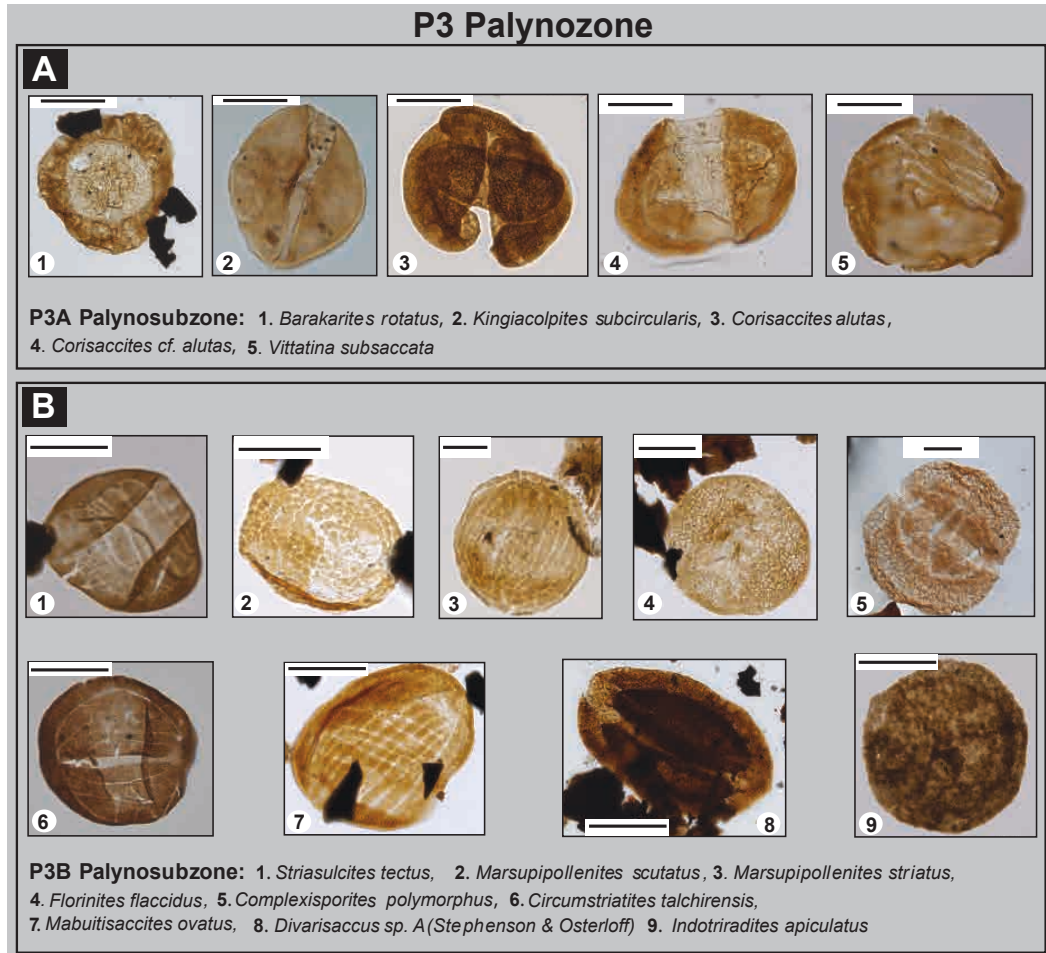 P3 Palynozone
A
1
2
3
4
5
P3A Palynosubzone: 1. Barakarites rotatus, 2. Kingiacolpites subcircularis, 3. Corisaccites alutas,
4. Corisaccites cf. alutas, 5. Vittatina subsaccata
B
1
2
3
4
5
6
7
8
9
P3B Palynosubzone: 1. Striasulcites tectus, 2. Marsupipollenites scutatus, 3. Marsupipollenites striatus,
4. Florinites flaccidus, 5. Complexisporites polymorphus, 6. Circumstriatites talchirensis,
7. Mabuitisaccites ovatus, 8. Divarisaccus sp. A (Stephenson & Osterloff) 9. Indotriradites apiculatus